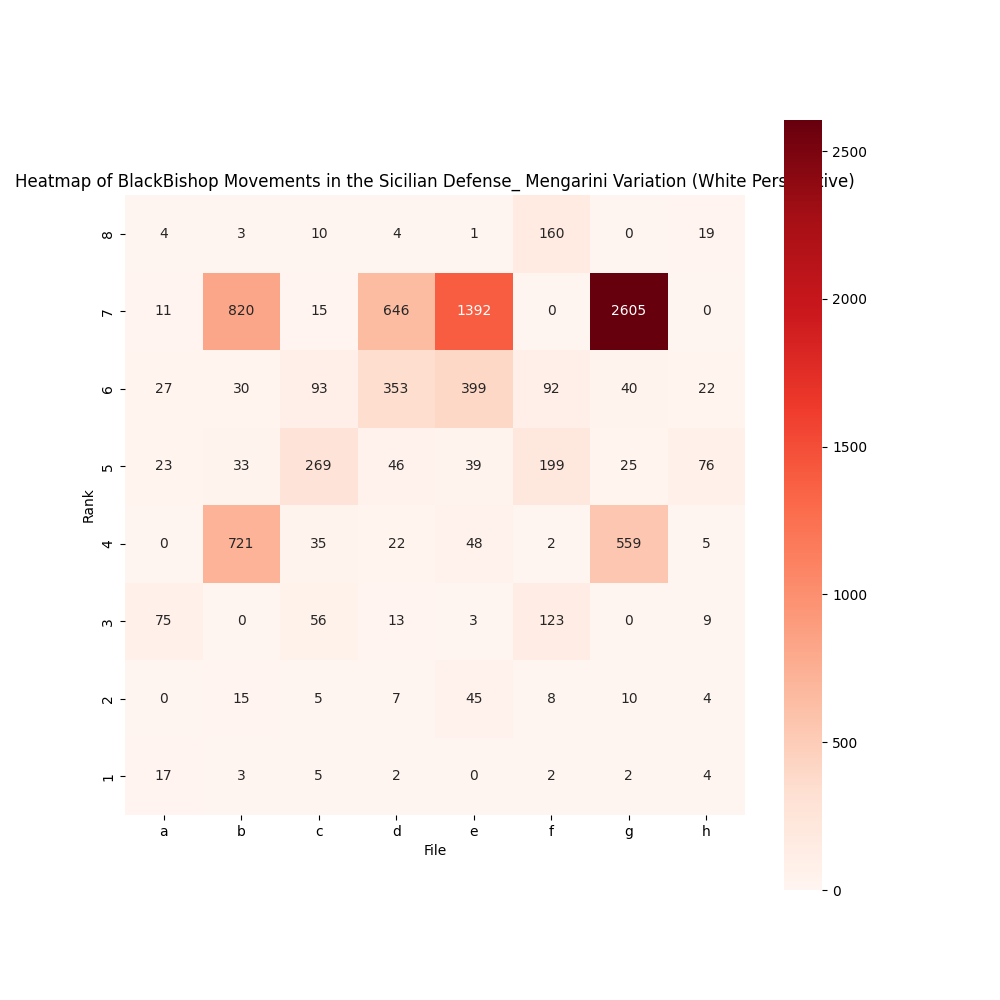 Heatmap of BlackBishop Movements in the Sicilian Defense_ Mengarini Variation (White Perspective)
2500
2000
1500
1000
500
0
8 4 3 10 4 1 160 0 19
7 11 820 15 646 1392 0 2605 0
6 27 30 93 353 399 92 40 22
5 23 33 269 46 39 199 25 76
Rank
4 0 721 35 22 48 2 559 5
3 75 0 56 13 3 123 0 9
2 0 15 5 7 45 8 10 4
1 17 3 5 2 0 2 2 4
a b c d e f g h
File